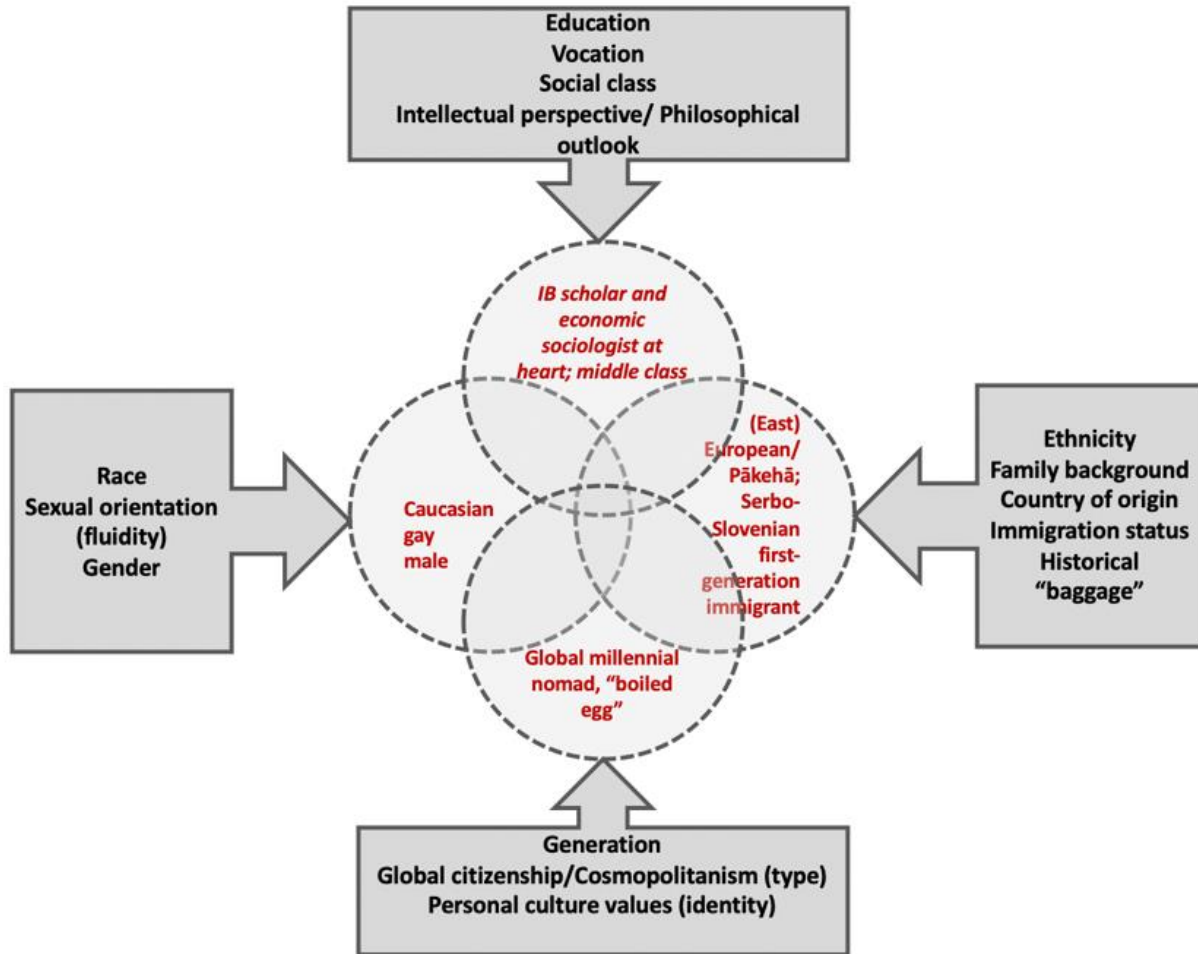 Education
Vocation
Social class
Intellectual perspective/ Philosophical
outlook
IB scholar and
economic
sociologist at
heart; middle class
Race
Sexual orientation
(fluidity)
Gender
Caucasian
gay
male
(East)
European/
Pākehā;
Serbo-
Slovenian
first-
generation
immigrant
Ethnicity
Family background
Country of origin
Immigration status
Historical
“baggage”
Global millennial
nomad, “boiled
egg”
Generation
Global citizenship/Cosmopolitanism (type)
Personal culture values (identity)